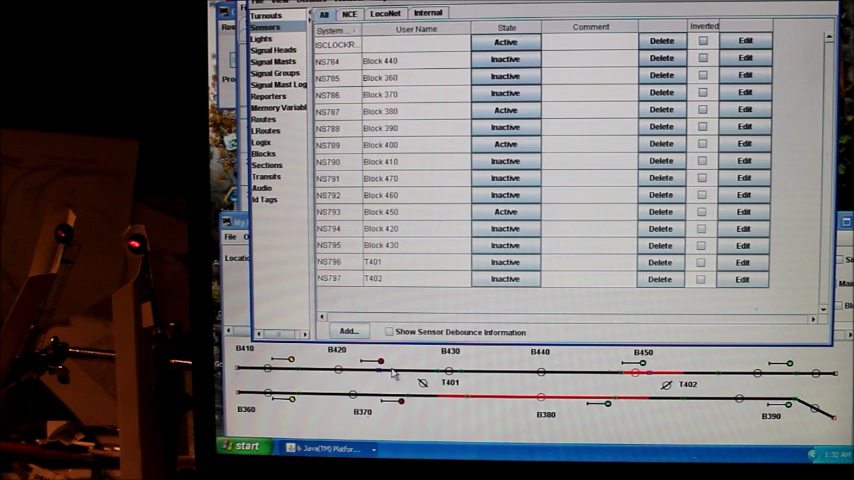 All NCE LocoNet Internal
Turnouts
Sensors
Lights
Signal Heads
Signal Masts
Signal Groups
Signal Mast Log
Reporters
Memory Variabl
Routes
LRoutes
Logix
Blocks
Sections
Transits
Audio
Id Tags
System ... User Name State Comment Inverted
ISCLOCKR... Active Delete Edit
NS784 Block 440 Inactive Delete Edit
NS785 Block 360 Inactive Delete Edit
NS786 Block 370 Inactive Delete Edit
NS787 Block 380 Active Delete Edit
NS788 Block 390 Inactive Delete Edit
NS789 Block 400 Active Delete Edit
NS790 Block 410 Inactive Delete Edit
NS791 Block 470 Inactive Delete Edit
NS792 Block 460 Inactive Delete Edit
NS793 Block 450 Active Delete Edit
NS794 Block 420 Inactive Delete Edit
NS795 Block 430 Inactive Delete Edit
NS796 T401 Inactive Delete Edit
NS797 T402 Inactive Delete Edit
Add... Show Sensor Debounce Information
File
B410 B420 B430 B440 B450
T401 T402
B360 B370 B380 B390
start
Java(TM) Platfor...
1:32 AM